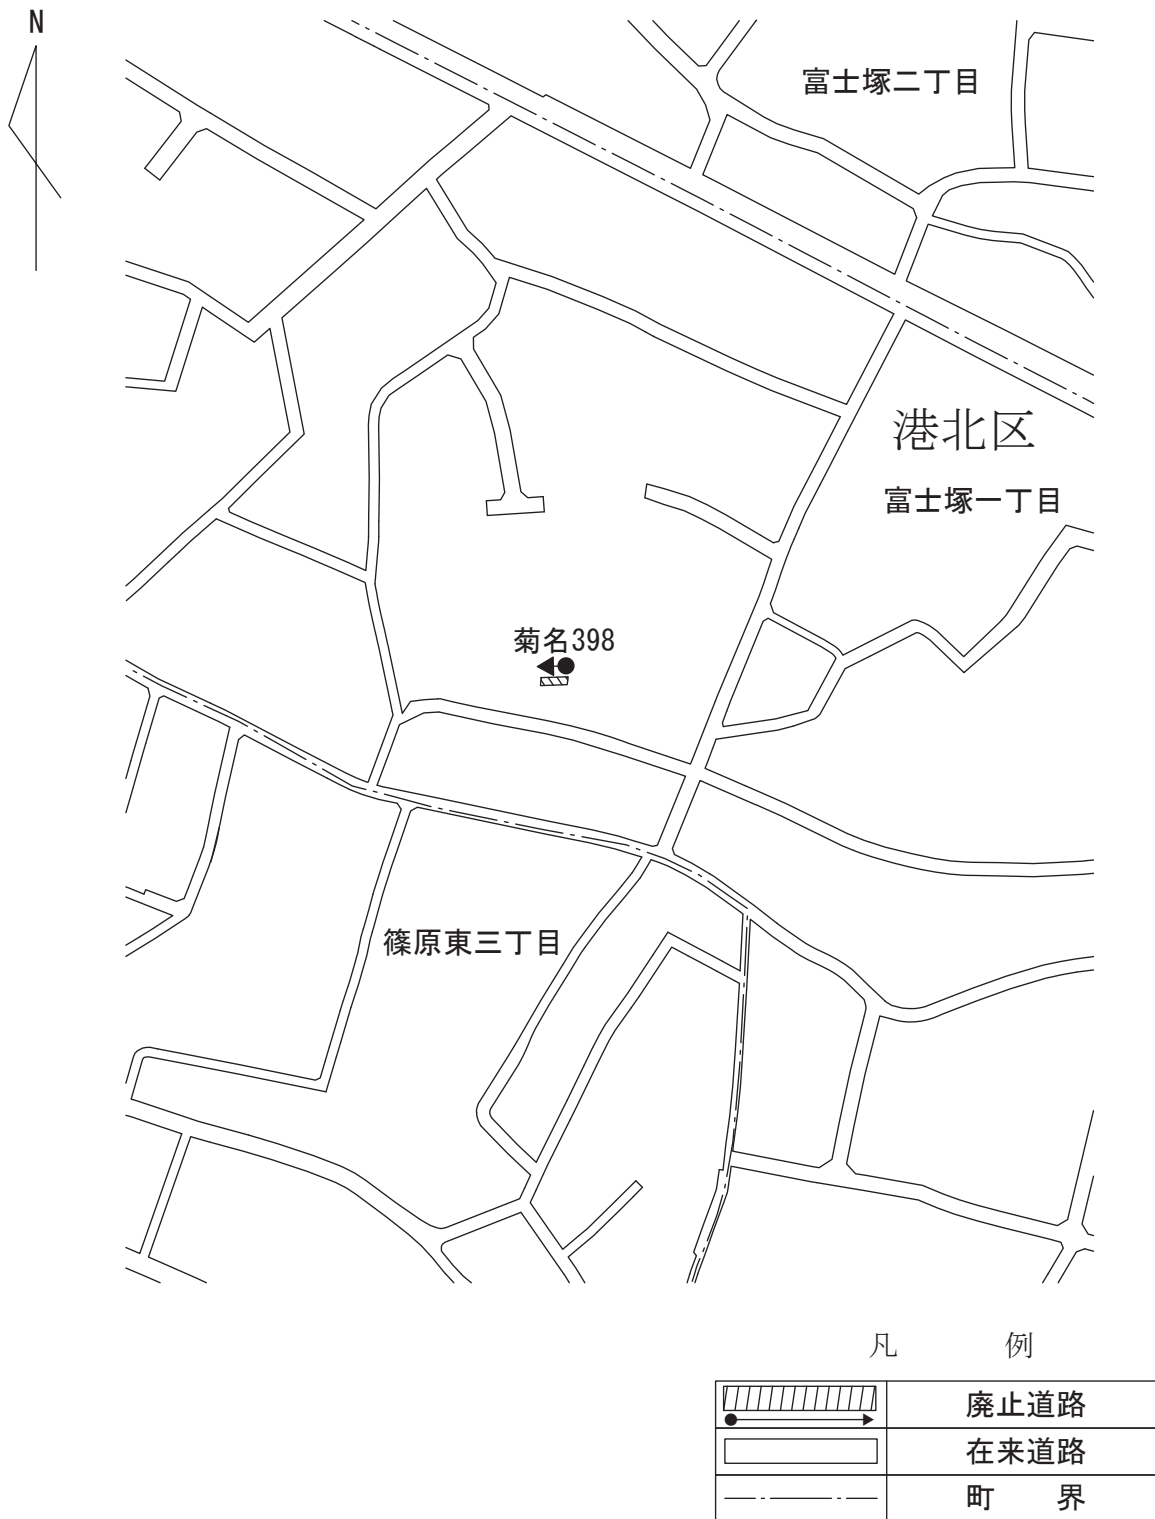 N
富士塚二丁目
港北区
富士塚一丁目
菊名398
篠原東三丁目
凡 例
廃止道路
在来道路
町 界